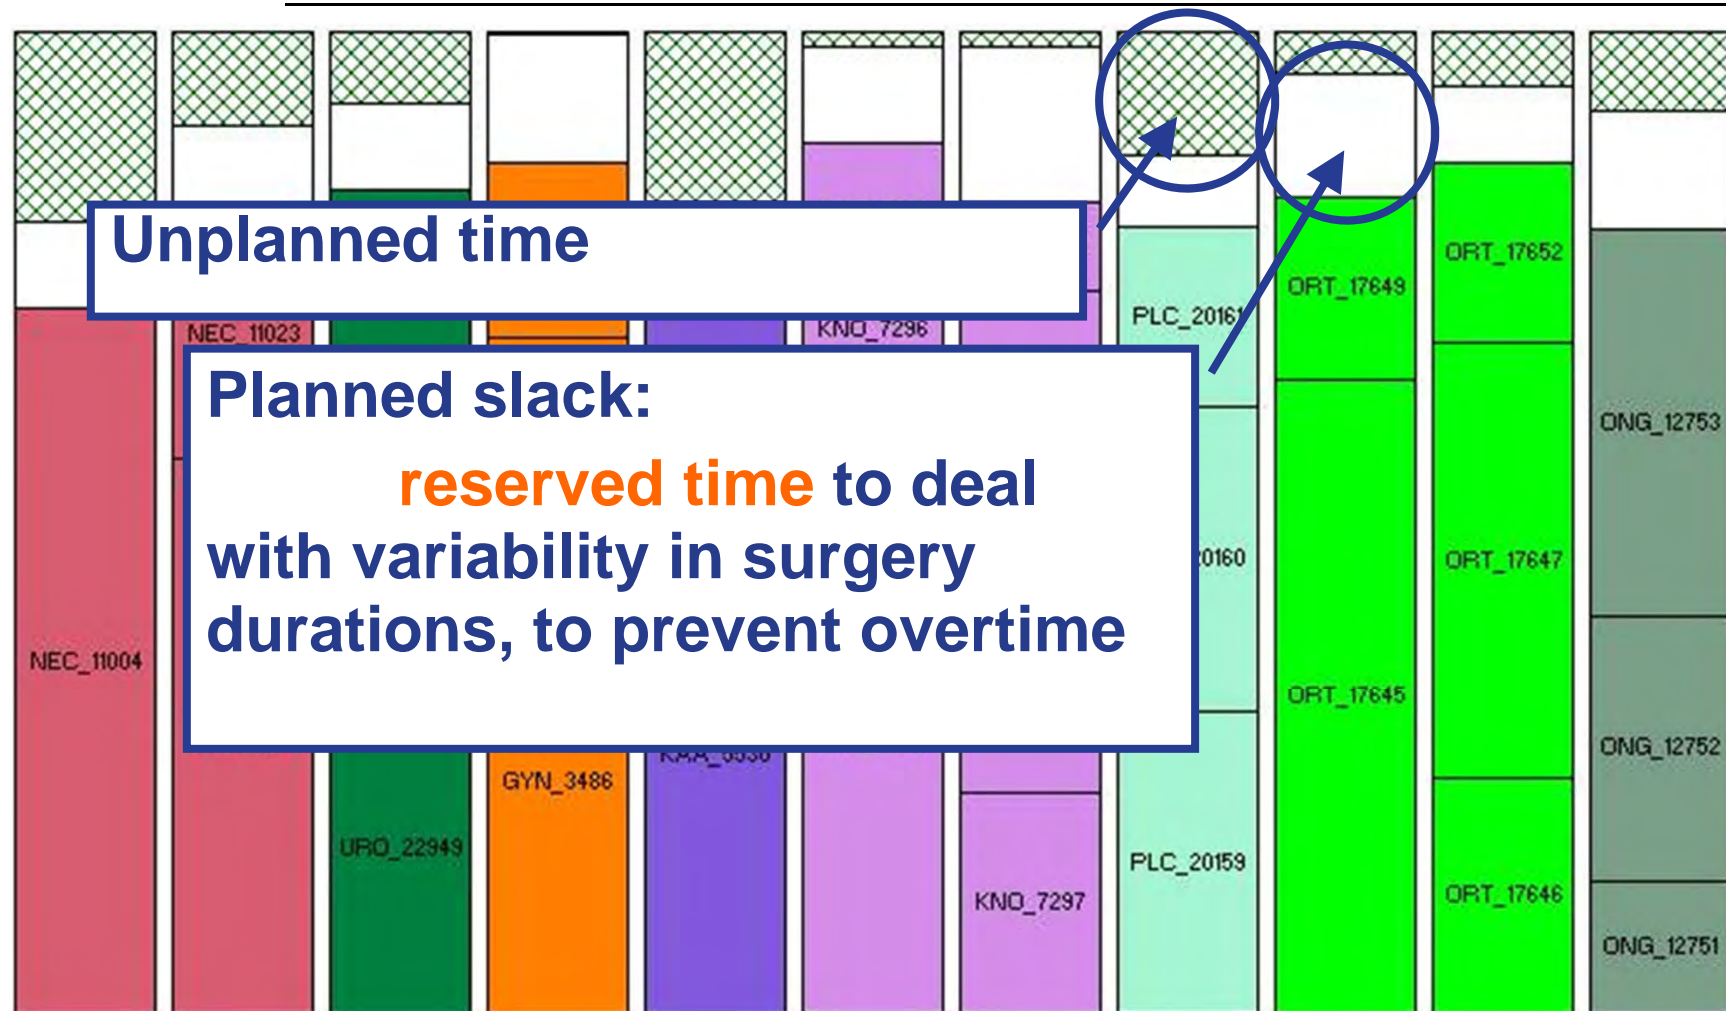 Unplanned time
Planned slack:
reserved time to deal
with variability in surgery
durations, to prevent overtime
NEC_11004
NEC_11023
URO_22949
GYN_3486
KNO_7296
KNO_7297
PLC_20161
0160
PLC_20159
ORT_17649
ORT_17645
ORT_17652
ORT_17647
ORT_17646
ONG_12753
ONG_12752
ONG_12751